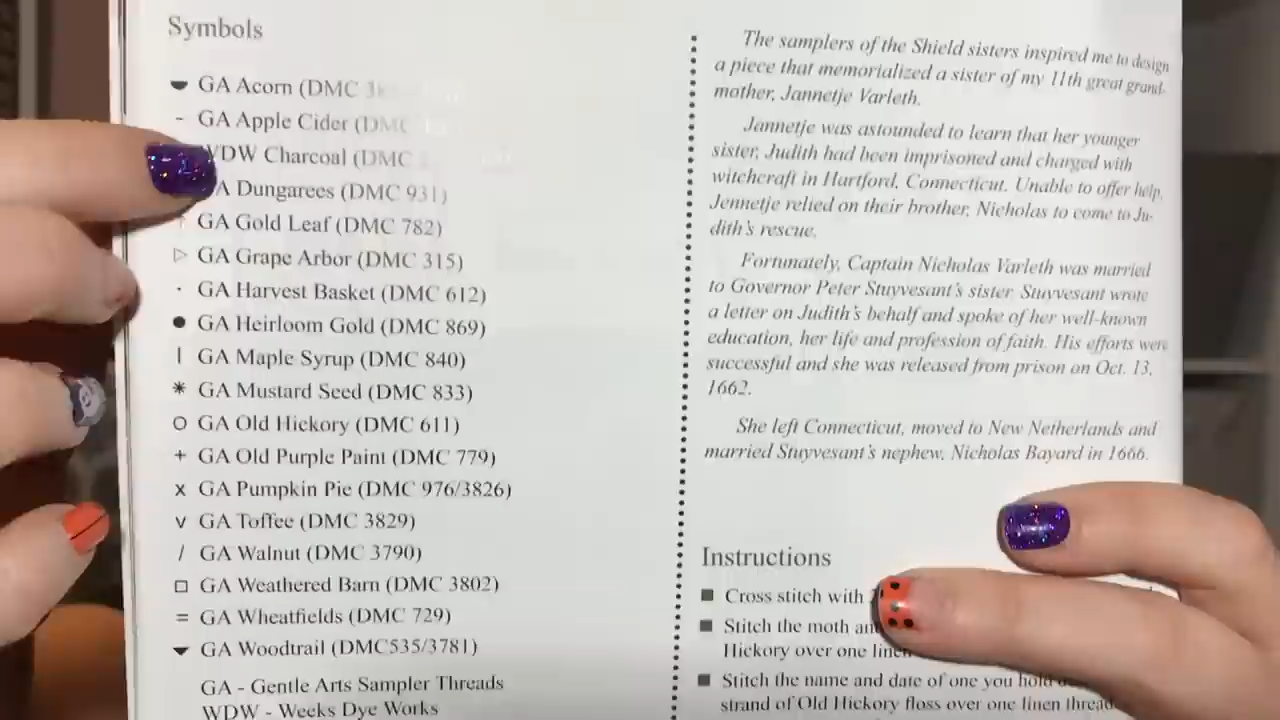 Symbols
GA Acorn (DMC
- GA Apple Cider (DMC
WDW Charcoal (DMC
GA Dungarees (DMC 931)
GA Gold Leaf (DMC 782)
▷ GA Grape Arbor (DMC 315)
· GA Harvest Basket (DMC 612)
● GA Heirloom Gold (DMC 869)
| GA Maple Syrup (DMC 840)
* GA Mustard Seed (DMC 833)
O GA Old Hickory (DMC 611)
+ GA Old Purple Paint (DMC 779)
x GA Pumpkin Pie (DMC 976/3826)
v GA Toffee (DMC 3829)
/ GA Walnut (DMC 3790)
□ GA Weathered Barn (DMC 3802)
= GA Wheatfields (DMC 729)
▼ GA Woodtrail (DMC535/3781)
GA - Gentle Arts Sampler Threads
WDW - Weeks Dye Works
The samplers of the Shield sisters inspired me to design
a piece that memorialized a sister of my 11th great grand-
mother, Jannetje Varleth.
Jannetje was astounded to learn that her younger
sister, Judith had been imprisoned and charged with
witchcraft in Hartford, Connecticut. Unable to offer help,
Jennetje relied on their brother, Nicholas to come to Ju-
dith's rescue.
Fortunately, Captain Nicholas Varleth was married
to Governor Peter Stuyvesant's sister. Stuyvesant wrote
a letter on Judith's behalf and spoke of her well-known
education, her life and profession of faith. His efforts were
successful and she was released from prison on Oct. 13,
1662.
She left Connecticut, moved to New Netherlands and
married Stuyvesant's nephew, Nicholas Bayard in 1666.
Instructions
■ Cross stitch with
■ Stitch the moth and
Hickory over one linen
■ Stitch the name and date of one you hold
strand of Old Hickory floss over one linen thread